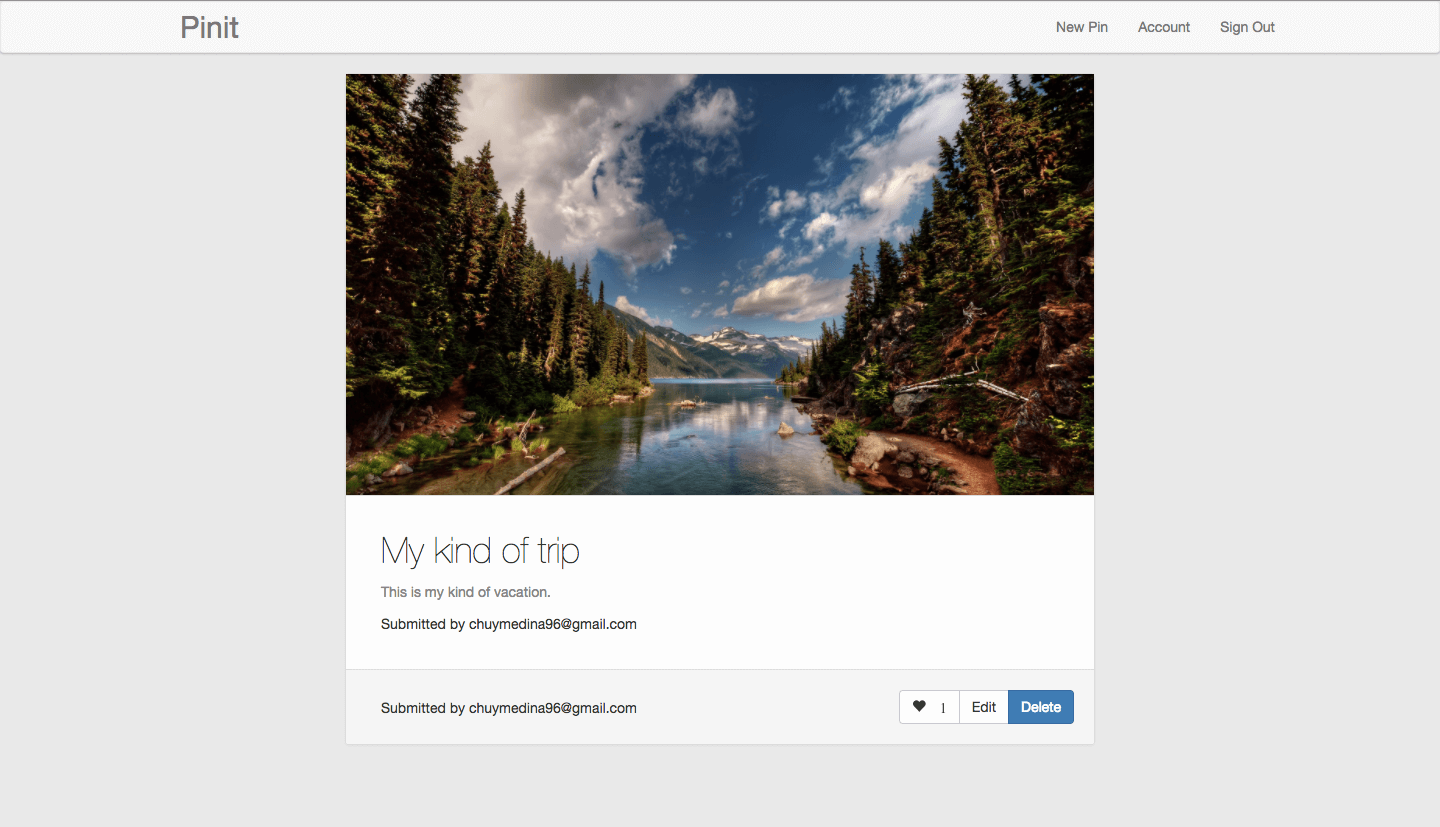 Pinit
New Pin Account Sign Out
My kind of trip
This is my kind of vacation.
Submitted by chuymedina96@gmail.com
Submitted by chuymedina96@gmail.com
1 Edit Delete